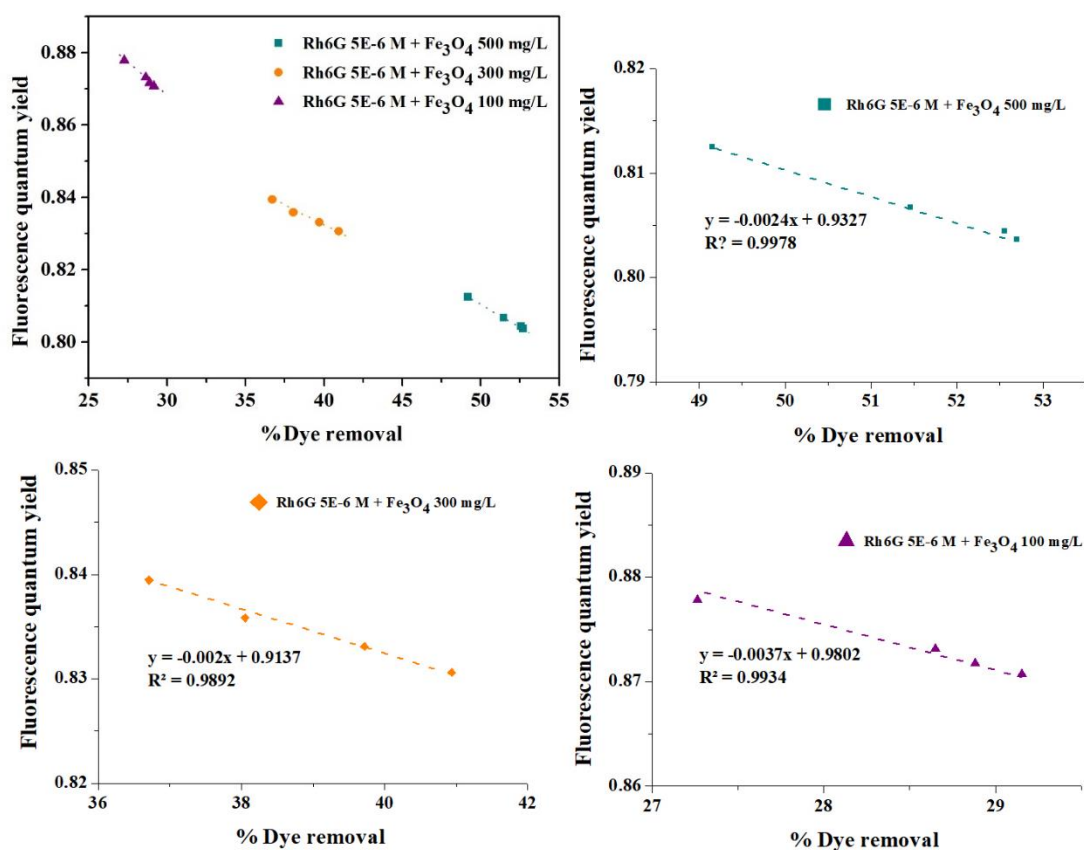 Fluorescence quantum yield
0.88
0.86
0.84
0.82
0.80
Rh6G 5E-6 M + Fe₃O₄ 500 mg/L
Rh6G 5E-6 M + Fe₃O₄ 300 mg/L
Rh6G 5E-6 M + Fe₃O₄ 100 mg/L
25 30 35 40 45 50 55
% Dye removal
Fluorescence quantum yield
0.82
0.81
0.80
0.79
Rh6G 5E-6 M + Fe₃O₄ 500 mg/L
y = -0.0024x + 0.9327
R? = 0.9978
49 50 51 52 53
% Dye removal
Fluorescence quantum yield
0.85
0.84
0.83
0.82
Rh6G 5E-6 M + Fe₃O₄ 300 mg/L
y = -0.002x + 0.9137
R² = 0.9892
36 38 40 42
% Dye removal
Fluorescence quantum yield
0.89
0.88
0.87
0.86
Rh6G 5E-6 M + Fe₃O₄ 100 mg/L
y = -0.0037x + 0.9802
R² = 0.9934
27 28 29
% Dye removal